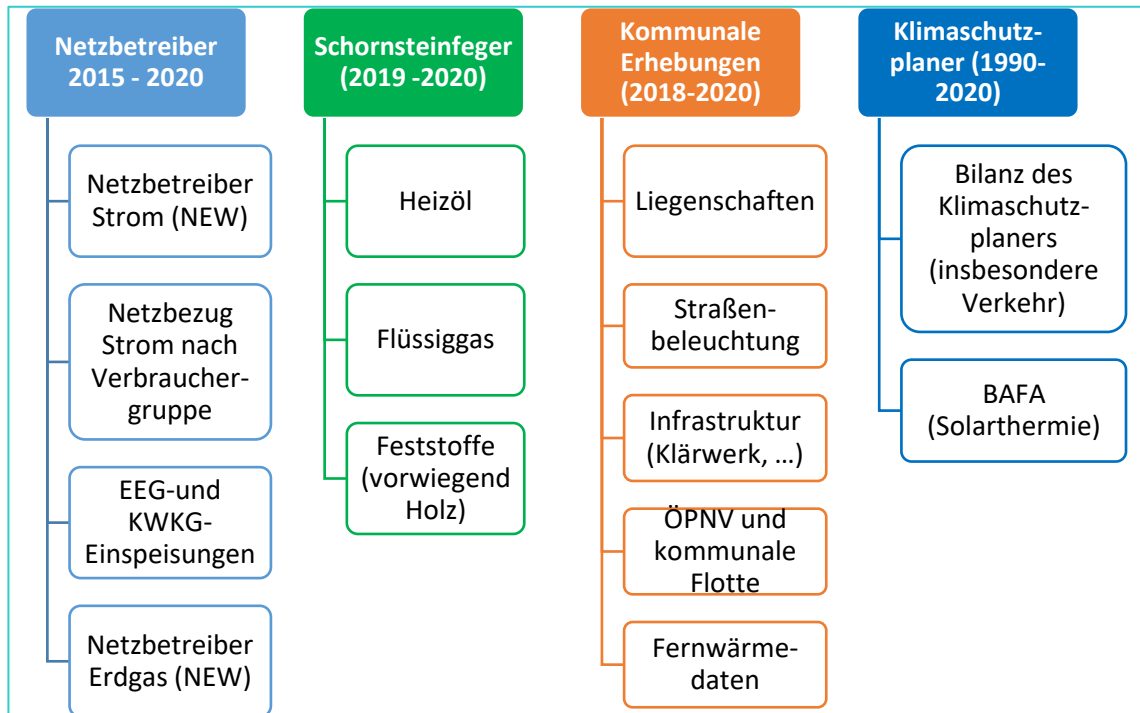 Netzbetreiber
2015 - 2020
Netzbetreiber
Strom (NEW)
Netzbezug
Strom nach
Verbraucher-
gruppe
EEG-und
KWKG-
Einspeisungen
Netzbetreiber
Erdgas (NEW)
Schornsteinfeger
(2019 -2020)
Heizöl
Flüssiggas
Feststoffe
(vorwiegend
Holz)
Kommunale
Erhebungen
(2018-2020)
Liegenschaften
Straßen-
beleuchtung
Infrastruktur
(Klärwerk, ...)
ÖPNV und
kommunale
Flotte
Fernwärme-
daten
Klimaschutz-
planer (1990-
2020)
Bilanz des
Klimaschutz-
planers
(insbesondere
Verkehr)
BAFA
(Solarthermie)